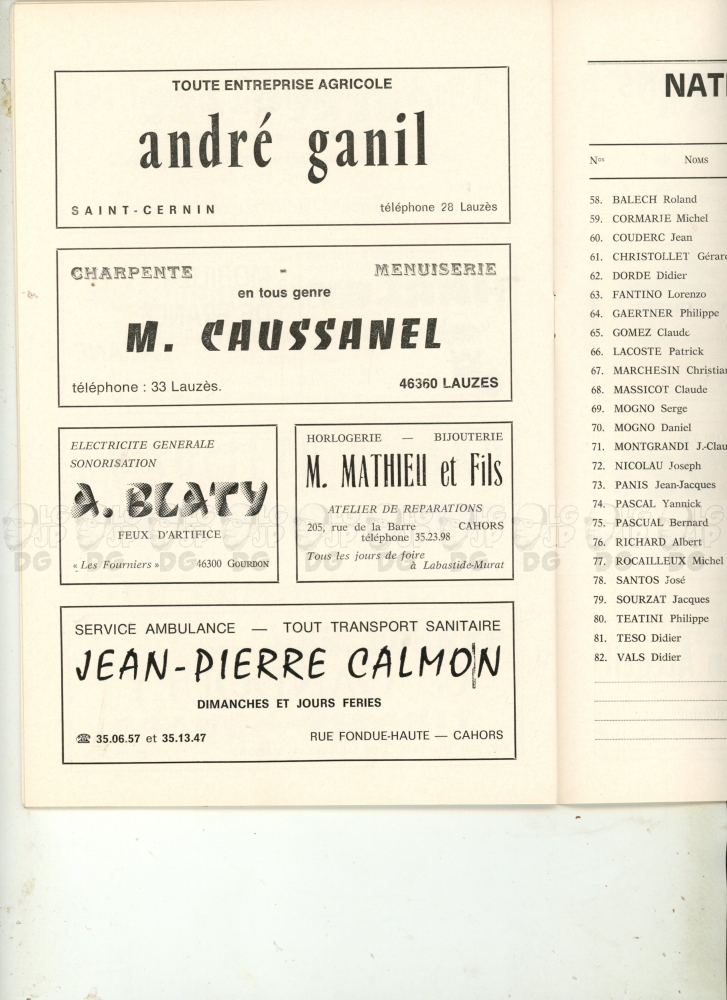 TOUTE ENTREPRISE AGRICOLE
andré ganil
SAINT-CERNIN téléphone 28 Lauzès
CHARPENTE - MENUISERIE
en tous genre
M. CAUSSANEL
téléphone : 33 Lauzès. 46360 LAUZES
ELECTRICITE GENERALE
SONORISATION
A. BLATY
FEUX D'ARTIFICE
« Les Fourniers » 46300 GOURDON
HORLOGERIE — BIJOUTERIE
M. MATHIEU et Fils
ATELIER DE REPARATIONS
205, rue de la Barre CAHORS
téléphone 35.23.98
Tous les jours de foire
à Labastide-Murat
SERVICE AMBULANCE — TOUT TRANSPORT SANITAIRE
JEAN-PIERRE CALMON
DIMANCHES ET JOURS FERIES
☎ 35.06.57 et 35.13.47 RUE FONDUE-HAUTE — CAHORS
NATI
Nos NOMS
58. BALECH Roland
59. CORMARIE Michel
60. COUDERC Jean
61. CHRISTOLLET Gérar
62. DORDE Didier
63. FANTINO Lorenzo
64. GAERTNER Philippe
65. GOMEZ Claude
66. LACOSTE Patrick
67. MARCHESIN Christia
68. MASSICOT Claude
69. MOGNO Serge
70. MOGNO Daniel
71. MONTGRANDI J.-Clau
72. NICOLAU Joseph
73. PANIS Jean-Jacques
74. PASCAL Yannick
75. PASCUAL Bernard
76. RICHARD Albert
77. ROCAILLEUX Michel
78. SANTOS José
79. SOURZAT Jacques
80. TEATINI Philippe
81. TESO Didier
82. VALS Didier